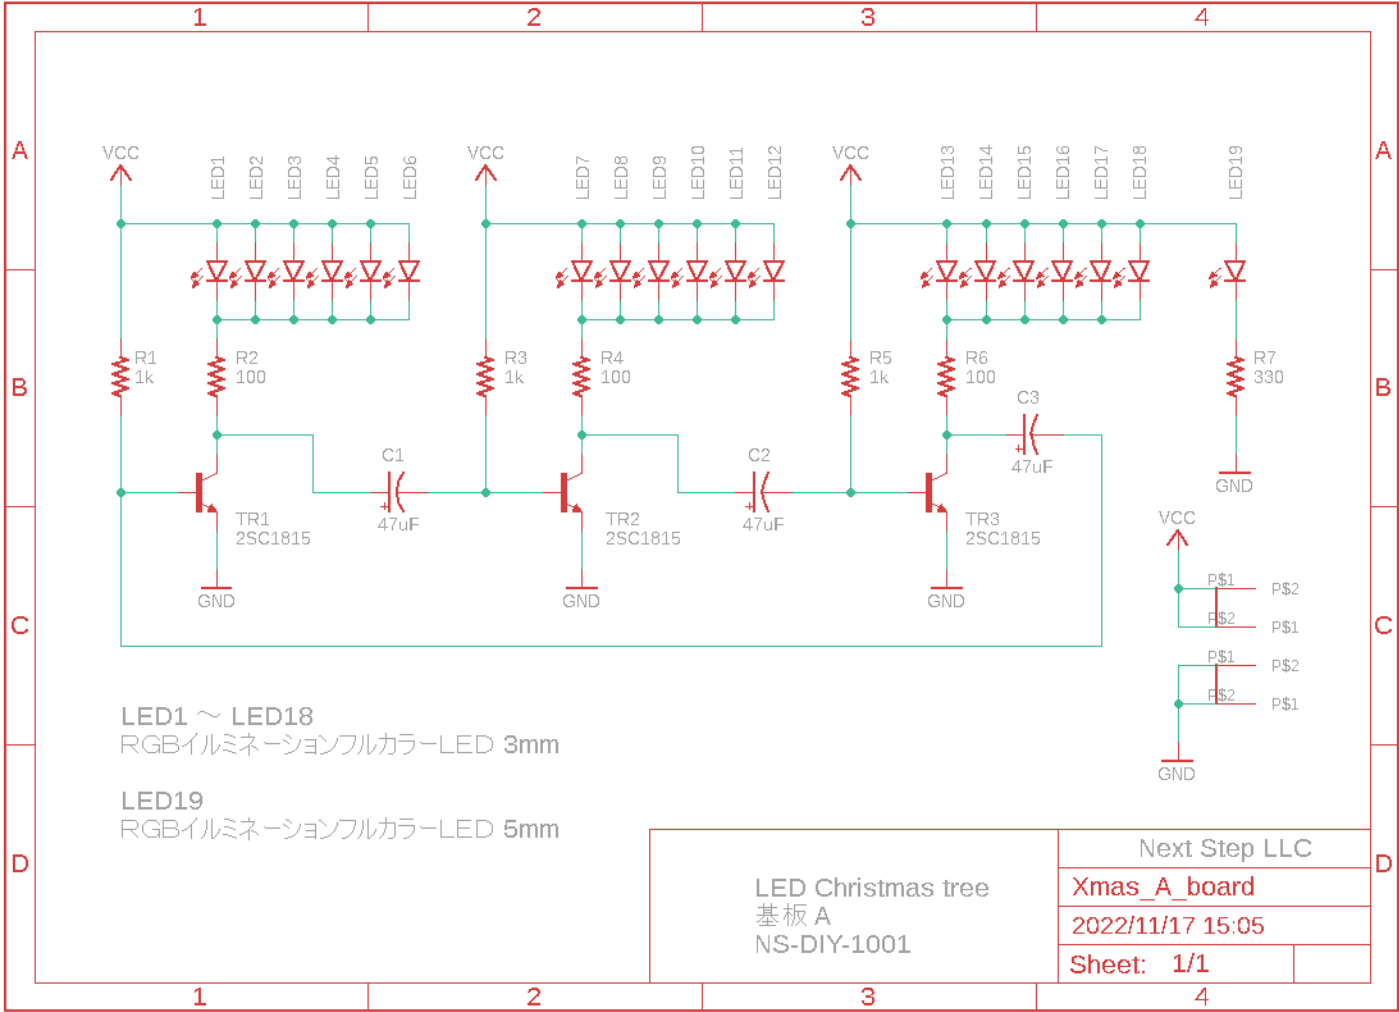 1 2 3 4
A A
VCC LED1 LED2 LED3 LED4 LED5 LED6
VCC LED7 LED8 LED9 LED10 LED11 LED12
VCC LED13 LED14 LED15 LED16 LED17 LED18 LED19
B B
R1
1k
R2
100
R3
1k
R4
100
R5
1k
R6
100
R7
330
C1
+
47uF
C2
+
47uF
C3
+
47uF
GND
TR1
2SC1815
TR2
2SC1815
TR3
2SC1815
GND
GND
GND
VCC
P$1 P$2
P$2 P$1
P$1 P$2
P$2 P$1
GND
C C
LED1 ～ LED18
RGBイルミネーションフルカラーLED 3mm
LED19
RGBイルミネーションフルカラーLED 5mm
D D
LED Christmas tree
基板 A
NS-DIY-1001
Next Step LLC
Xmas_A_board
2022/11/17 15:05
Sheet: 1/1
1 2 3 4